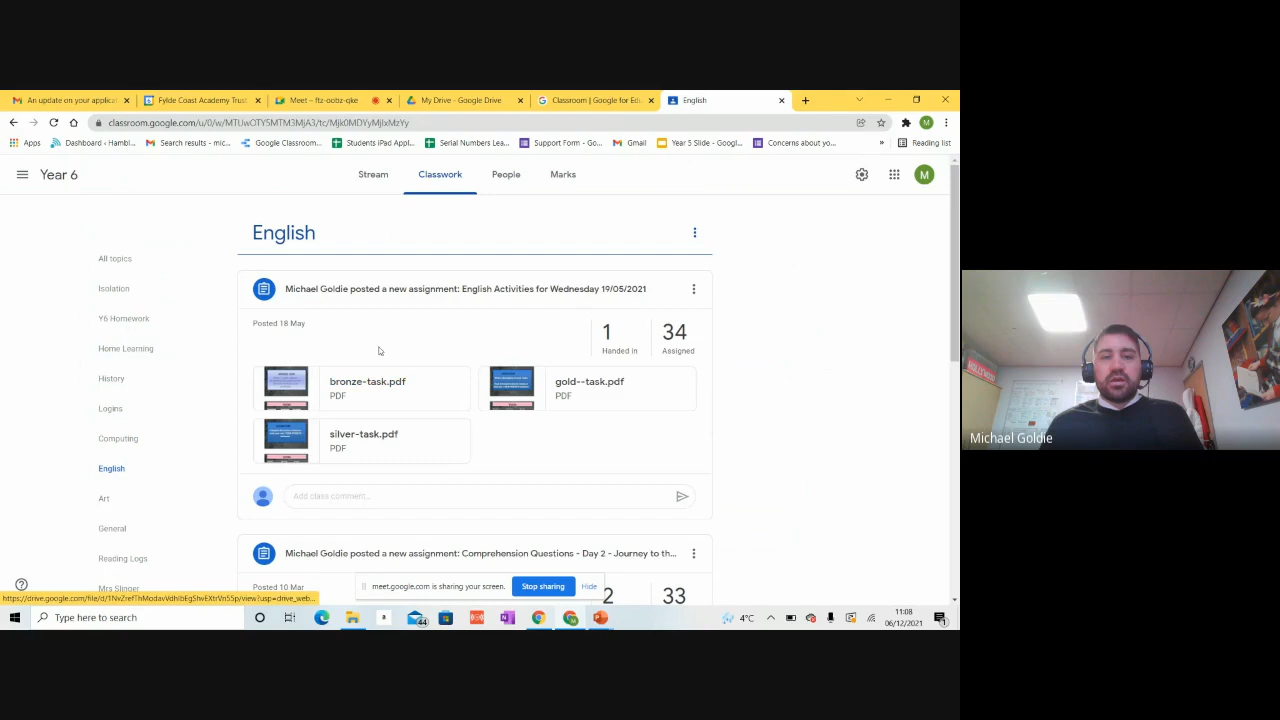 An update on your applicat
Fylde Coast Academy Trust
Meet – ftz-oobz-qke
My Drive – Google Drive
Classroom | Google for Edu
English
classroom.google.com/u/0/w/MTUwOTY5MTM3MjA3/tc/Mjk0MDYyMjIxMzYy
Apps
Dashboard ‹ Hambl...
Search results - mic...
Google Classroom...
Students iPad Appl...
Serial Numbers Lea...
Support Form - Go...
Gmail
Year 5 Slide - Googl...
Concerns about yo...
»
Reading list
Year 6
Stream
Classwork
People
Marks
M
English
All topics
Isolation
Y6 Homework
Home Learning
History
Logins
Computing
English
Art
General
Reading Logs
Mrs Slinger
Michael Goldie posted a new assignment: English Activities for Wednesday 19/05/2021
Posted 18 May
1
Handed in
34
Assigned
bronze-task.pdf
PDF
gold--task.pdf
PDF
silver-task.pdf
PDF
Add class comment...
Michael Goldie posted a new assignment: Comprehension Questions - Day 2 - Journey to th...
Posted 10 Mar
2
33
meet.google.com is sharing your screen.
Stop sharing
Hide
Type here to search
44
4°C
11:08
06/12/2021
Michael Goldie